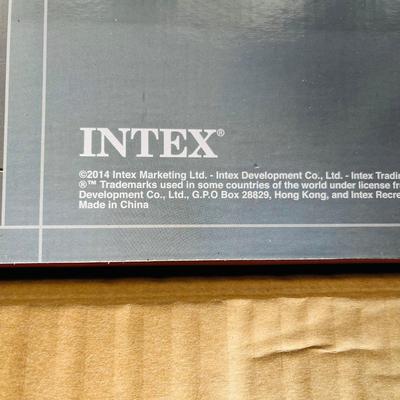 INTEX®
©2014 Intex Marketing Ltd. - Intex Development Co., Ltd. - Intex
®™ Trademarks used in some countries of the world under license
Development Co., Ltd., G.P.O Box 28829, Hong Kong, and Intex
Made in China